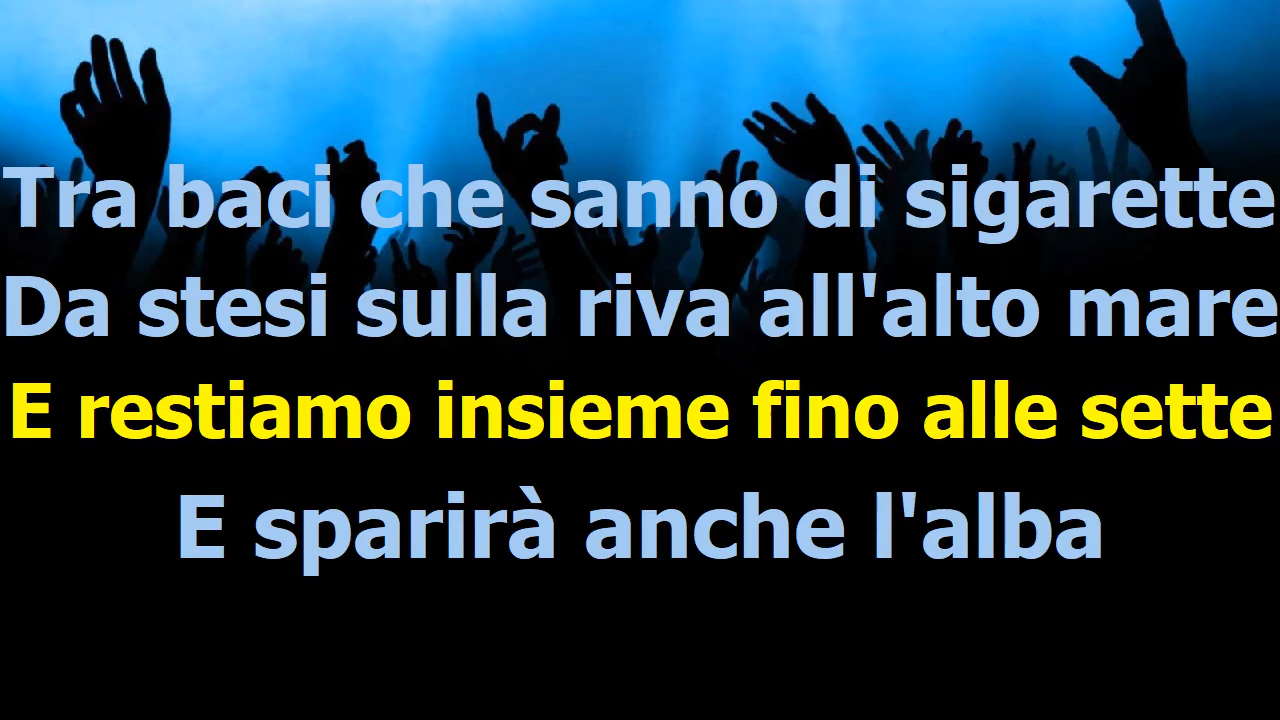 Tra baci che sanno di sigarette
Da stesi sulla riva all'alto mare
E restiamo insieme fino alle sette
E sparirà anche l'alba